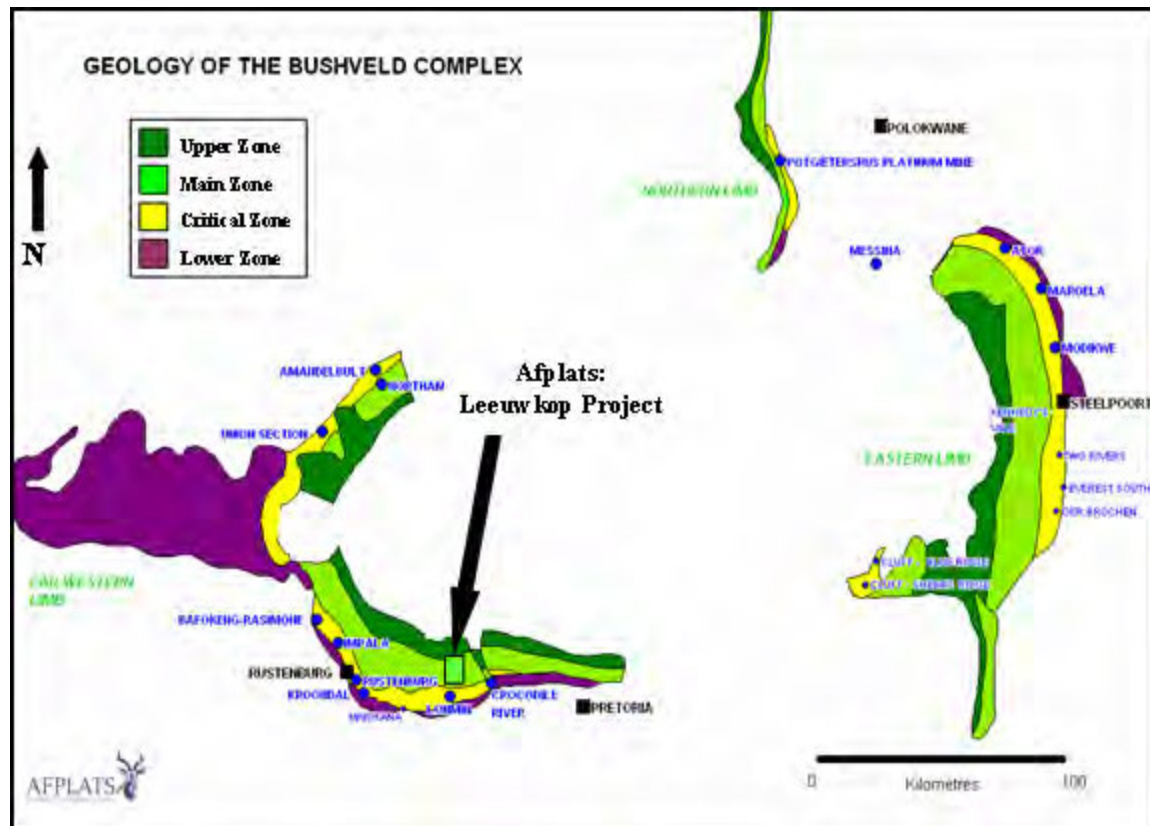 GEOLOGY OF THE BUSHVELD COMPLEX
Upper Zone
Main Zone
Critical Zone
Lower Zone
N
POLOKWANE
POTGIETERSRUS PLATINUM MINE
NORTHERN LIMB
MESSINA
MAROELA
MODIKWE
STEELPOORT
TWO RIVERS
EVEREST SOUTH
DER BROCHEN
EASTERN LIMB
AMANDELBULT
NORTHAM
UNION SECTION
Afplats:
Leeuwkop Project
FAR WESTERN
LIMB
BAFOKENG-RASIMONE
IMPALA
RUSTENBURG
RUSTENBURG
KROONDAL
MARIKANA
LONMIN
CROCODILE
RIVER
PRETORIA
0
100
Kilometres
AFPLATS